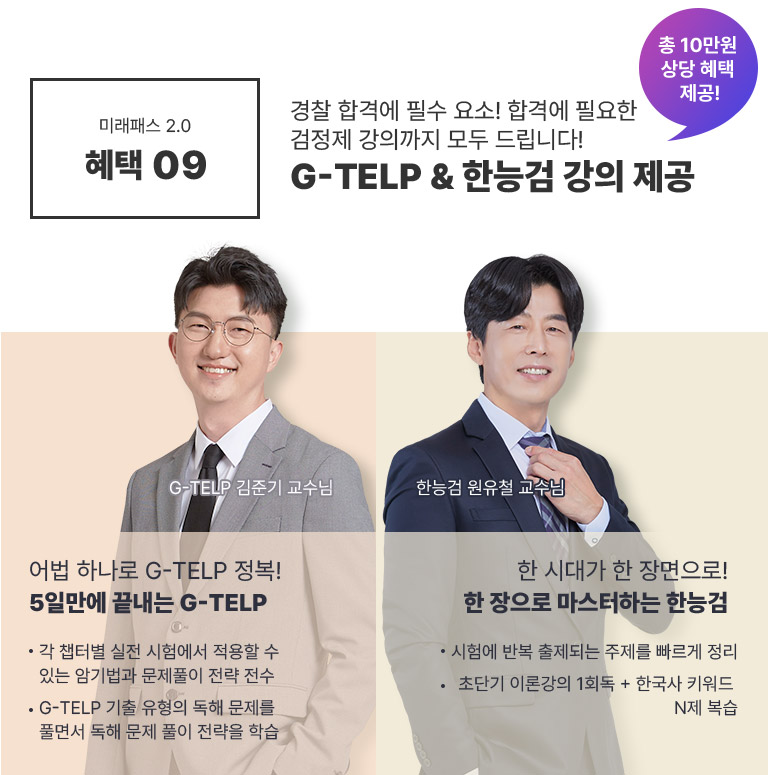 총 10만원
상당 혜택
제공!
미래패스 2.0
혜택 09
경찰 합격에 필수 요소! 합격에 필요한
검정제 강의까지 모두 드립니다!
G-TELP & 한능검 강의 제공
G-TELP 김준기 교수님
한능검 원유철 교수님
어법 하나로 G-TELP 정복!
5일만에 끝내는 G-TELP
• 각 챕터별 실전 시험에서 적용할 수
있는 암기법과 문제풀이 전략 전수
• G-TELP 기출 유형의 독해 문제를
풀면서 독해 문제 풀이 전략을 학습
한 시대가 한 장면으로!
한 장으로 마스터하는 한능검
• 시험에 반복 출제되는 주제를 빠르게 정리
• 초단기 이론강의 1회독 + 한국사 키워드
N제 복습